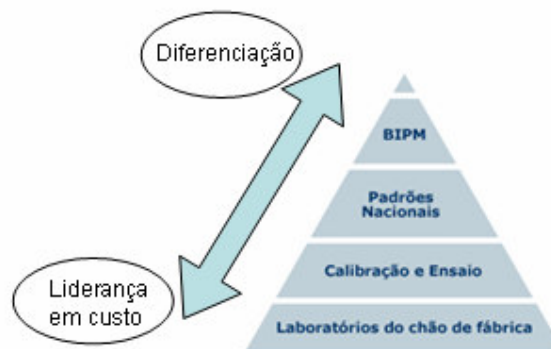 Diferenciação
BIPM
Padrões
Nacionais
Calibração e Ensaio
Liderança
em custo
Laboratórios do chão de fábrica